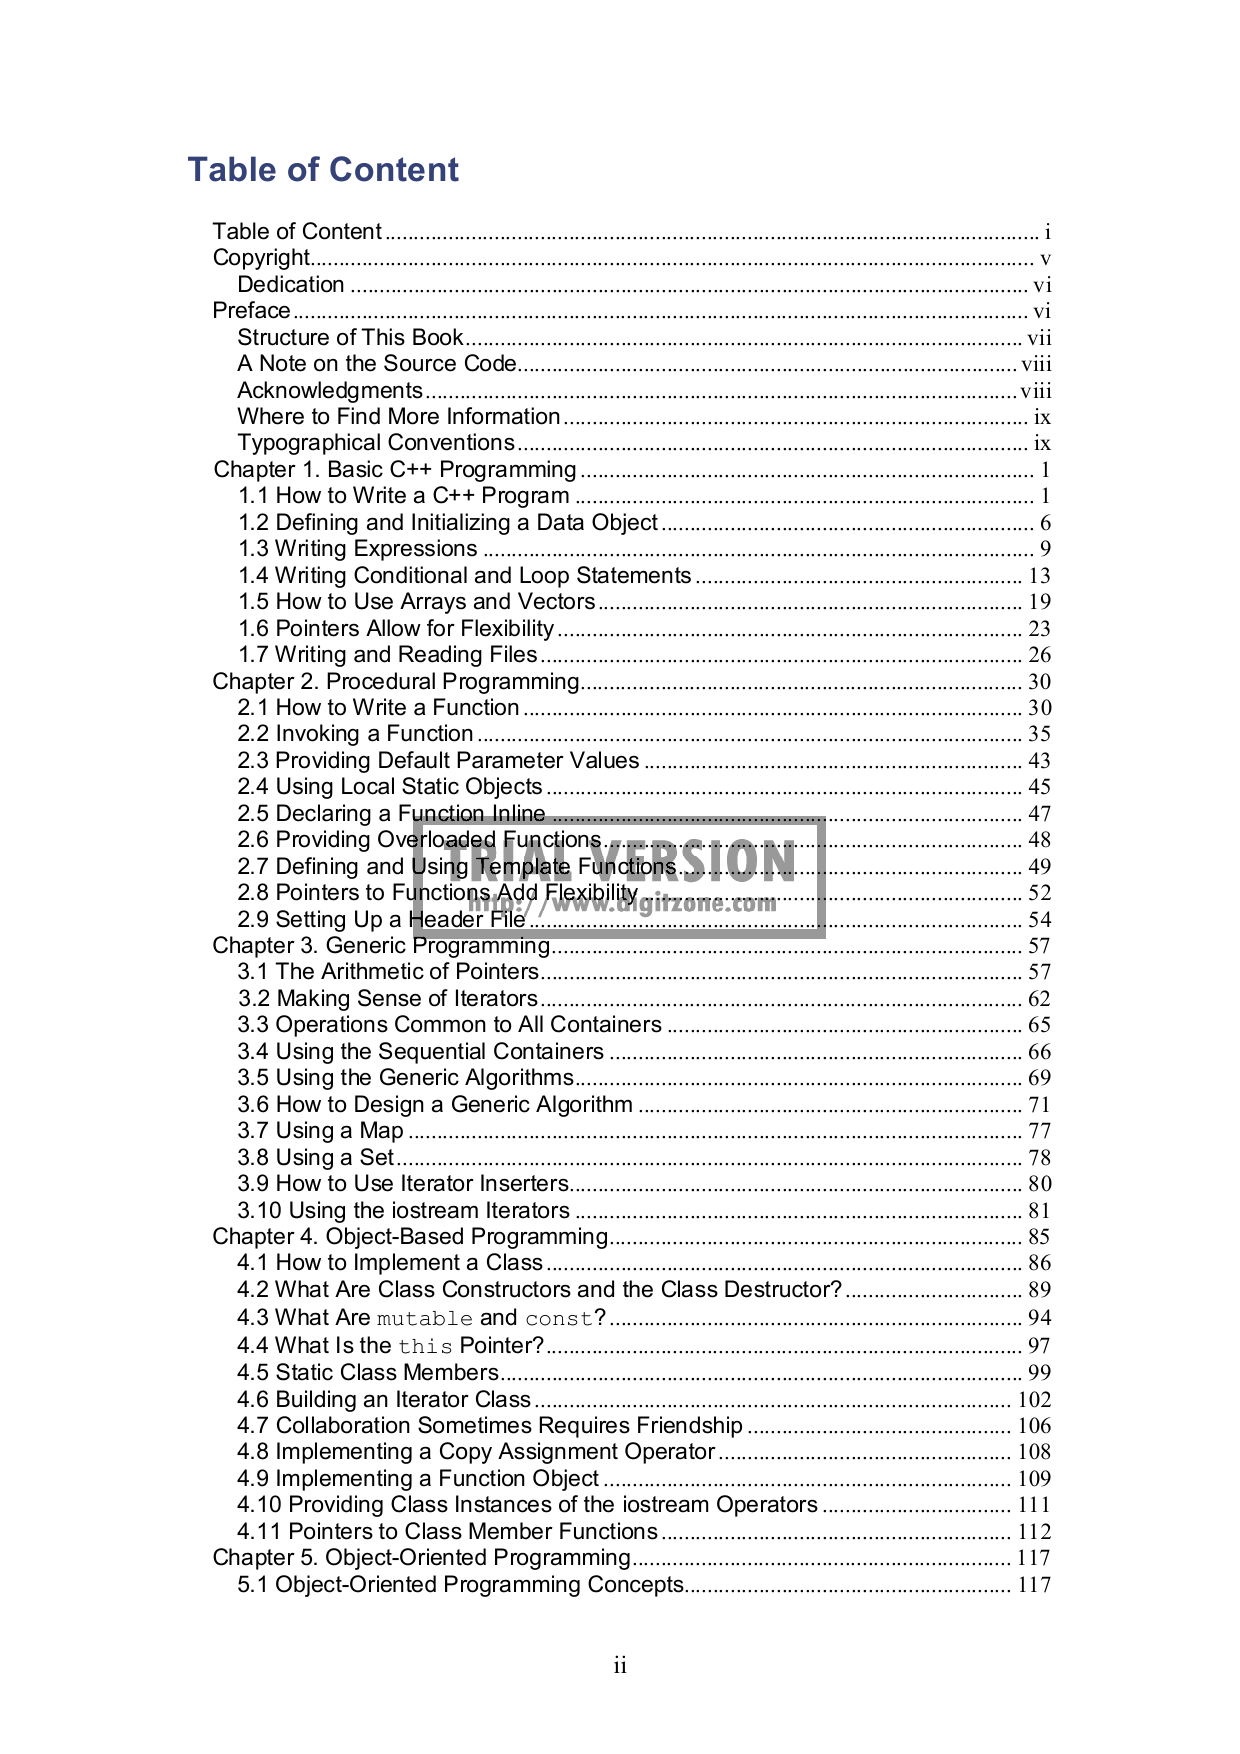 Table of Content
Table of Content ........ i
Copyright ........ v
Dedication ........ vi
Preface ........ vi
Structure of This Book ........ vii
A Note on the Source Code ........ viii
Acknowledgments ........ viii
Where to Find More Information ........ ix
Typographical Conventions ........ ix
Chapter 1. Basic C++ Programming ........ 1
1.1 How to Write a C++ Program ........ 1
1.2 Defining and Initializing a Data Object ........ 6
1.3 Writing Expressions ........ 9
1.4 Writing Conditional and Loop Statements ........ 13
1.5 How to Use Arrays and Vectors ........ 19
1.6 Pointers Allow for Flexibility ........ 23
1.7 Writing and Reading Files ........ 26
Chapter 2. Procedural Programming ........ 30
2.1 How to Write a Function ........ 30
2.2 Invoking a Function ........ 35
2.3 Providing Default Parameter Values ........ 43
2.4 Using Local Static Objects ........ 45
2.5 Declaring a Function Inline ........ 47
2.6 Providing Overloaded Functions ........ 48
TRIAL VERSION
2.7 Defining and Using Template Functions ........ 49
2.8 Pointers to Functions Add Flexibility ........ 52
http://www.digitzone.com
2.9 Setting Up a Header File ........ 54
Chapter 3. Generic Programming ........ 57
3.1 The Arithmetic of Pointers ........ 57
3.2 Making Sense of Iterators ........ 62
3.3 Operations Common to All Containers ........ 65
3.4 Using the Sequential Containers ........ 66
3.5 Using the Generic Algorithms ........ 69
3.6 How to Design a Generic Algorithm ........ 71
3.7 Using a Map ........ 77
3.8 Using a Set ........ 78
3.9 How to Use Iterator Inserters ........ 80
3.10 Using the iostream Iterators ........ 81
Chapter 4. Object-Based Programming ........ 85
4.1 How to Implement a Class ........ 86
4.2 What Are Class Constructors and the Class Destructor? ........ 89
4.3 What Are mutable and const? ........ 94
4.4 What Is the this Pointer? ........ 97
4.5 Static Class Members ........ 99
4.6 Building an Iterator Class ........ 102
4.7 Collaboration Sometimes Requires Friendship ........ 106
4.8 Implementing a Copy Assignment Operator ........ 108
4.9 Implementing a Function Object ........ 109
4.10 Providing Class Instances of the iostream Operators ........ 111
4.11 Pointers to Class Member Functions ........ 112
Chapter 5. Object-Oriented Programming ........ 117
5.1 Object-Oriented Programming Concepts ........ 117
ii